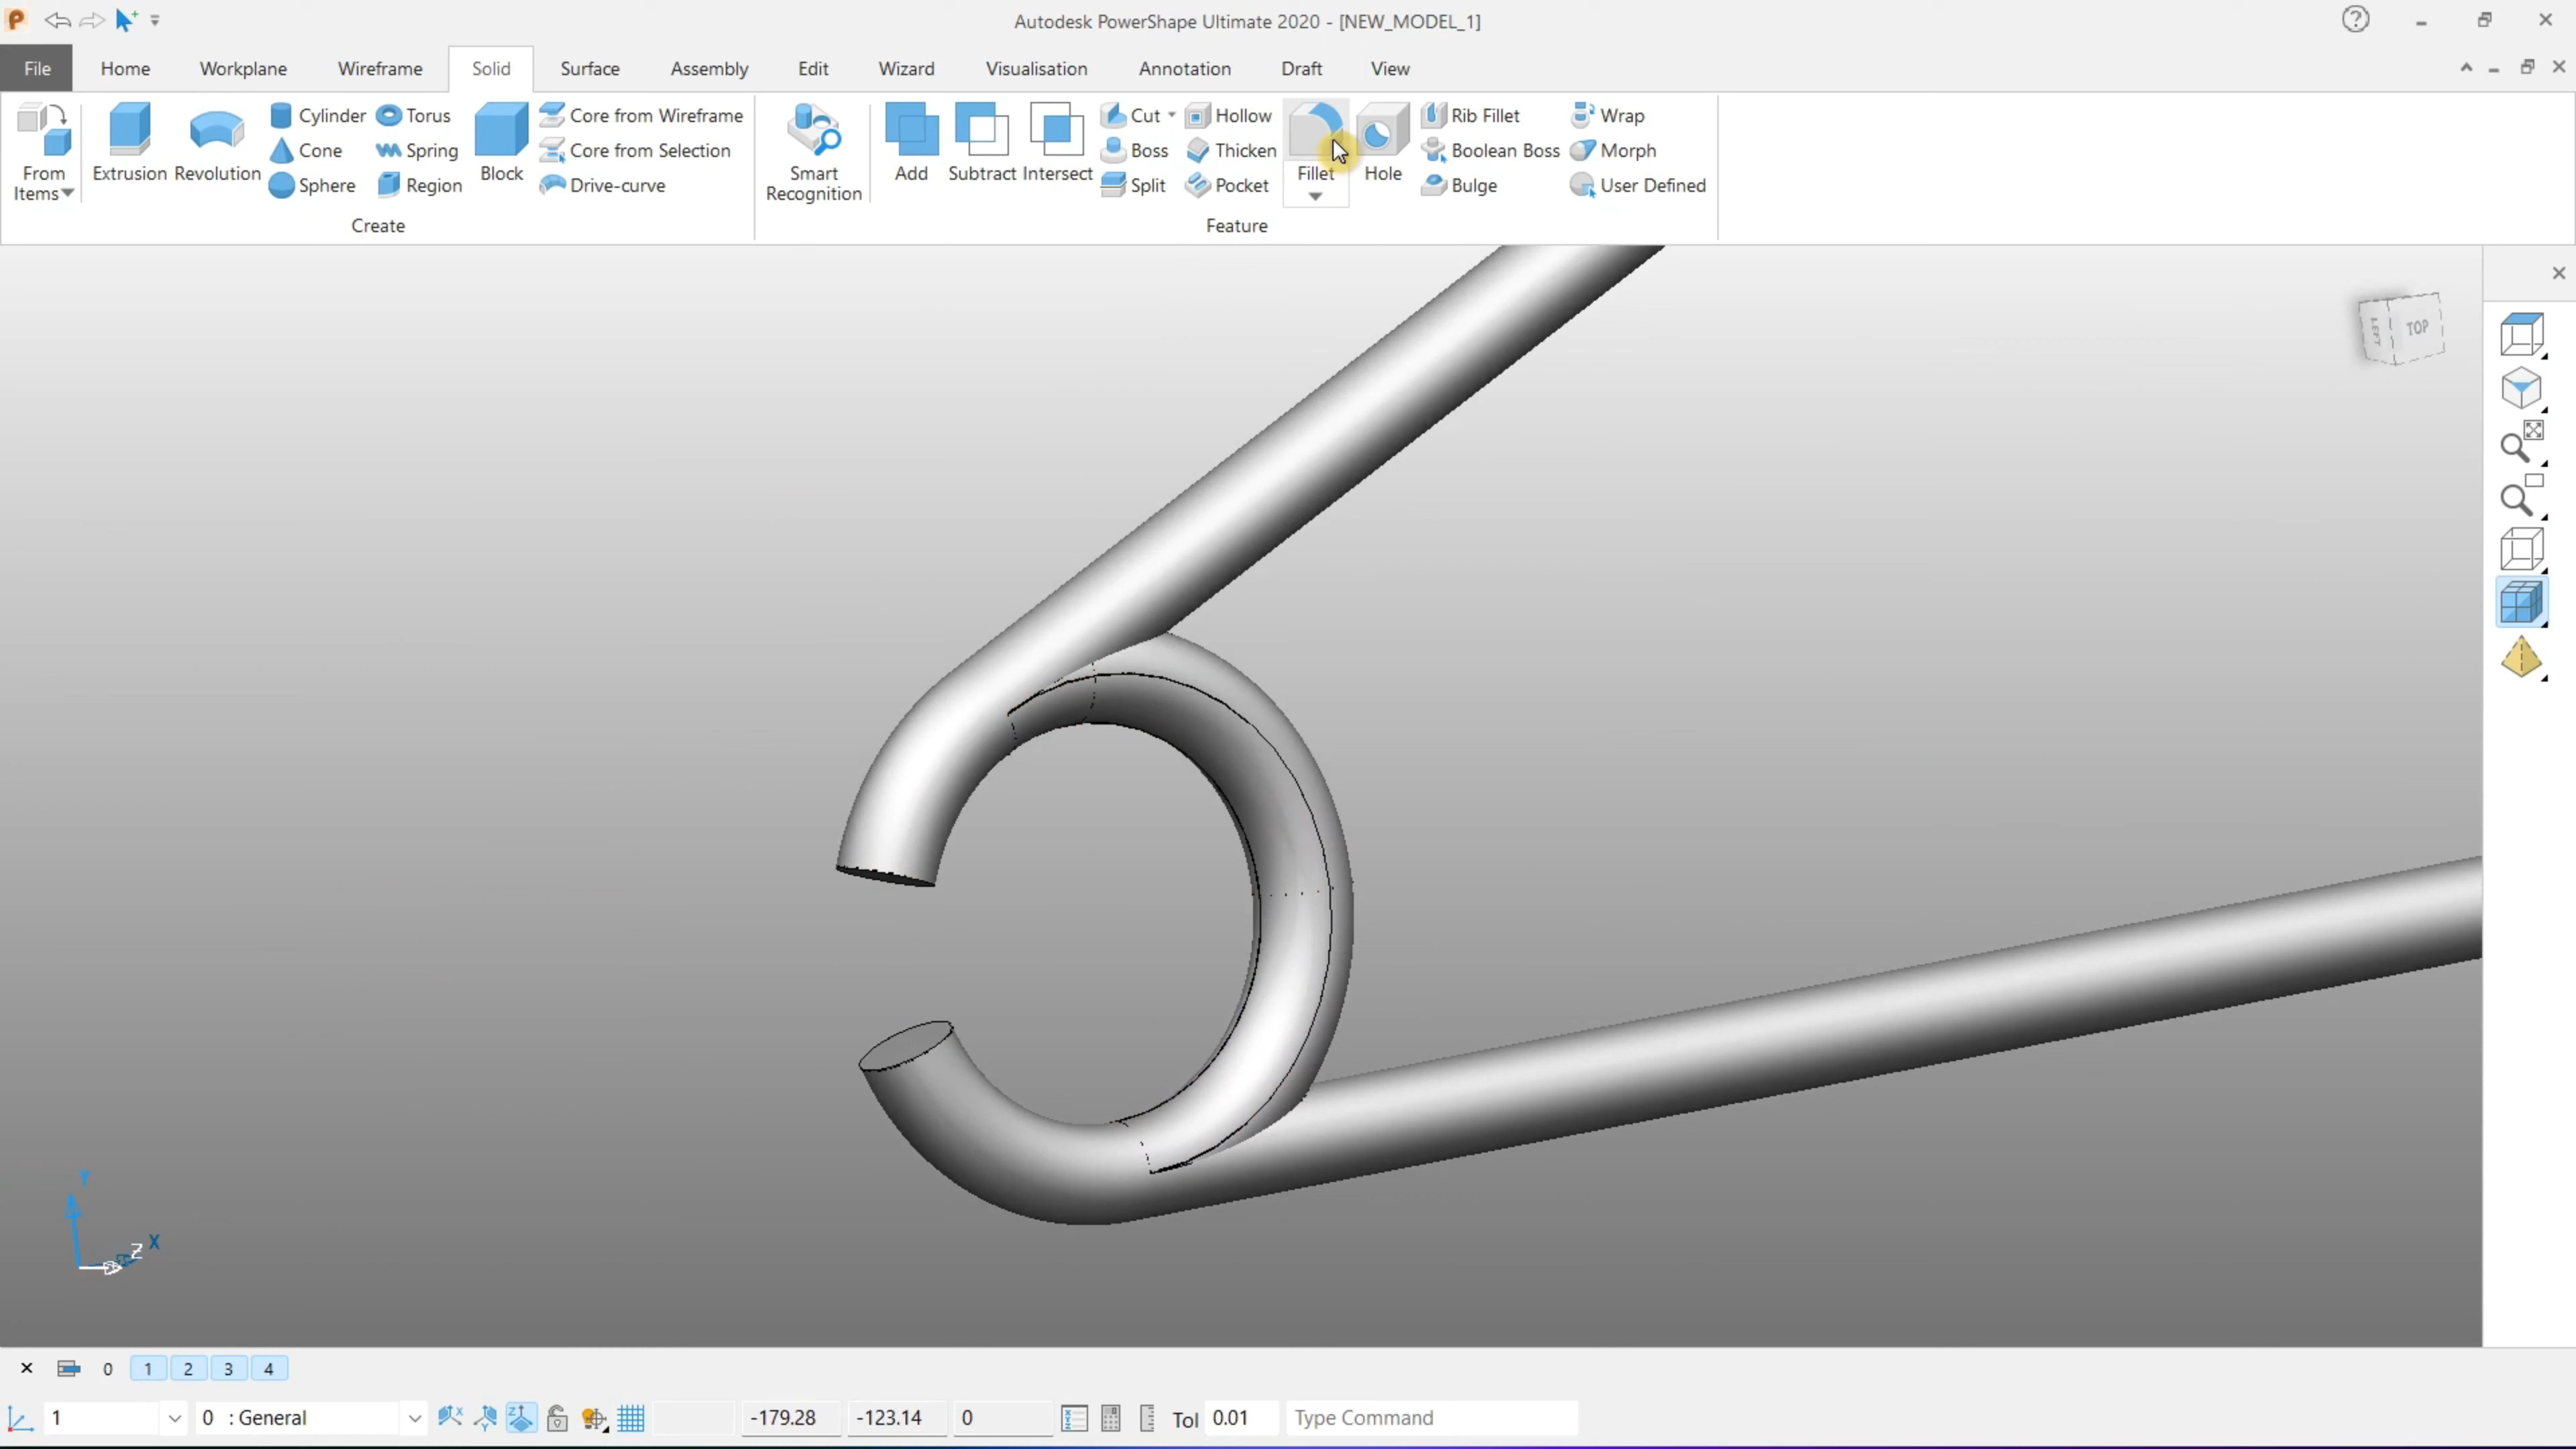 Autodesk PowerShape Ultimate 2020 - [NEW_MODEL_1]
File Home Workplane Wireframe Solid Surface Assembly Edit Wizard Visualisation Annotation Draft View
From Items
Extrusion
Revolution
Cylinder
Cone
Sphere
Torus
Spring
Region
Block
Core from Wireframe
Core from Selection
Drive-curve
Create
Smart Recognition
Add
Subtract
Intersect
Cut
Boss
Split
Hollow
Thicken
Pocket
Fillet
Hole
Rib Fillet
Boolean Boss
Bulge
Wrap
Morph
User Defined
Feature
LEFT TOP
Y
Z X
0 1 2 3 4
1 0 : General -179.28 -123.14 0 Tol 0.01 Type Command